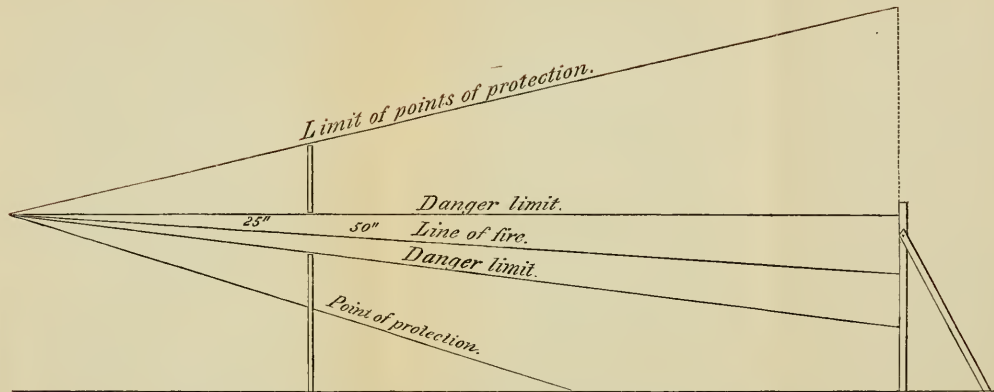 Limit of points of protection.
Danger limit.
25" 50" Line of fire.
Danger limit.
Point of protection.